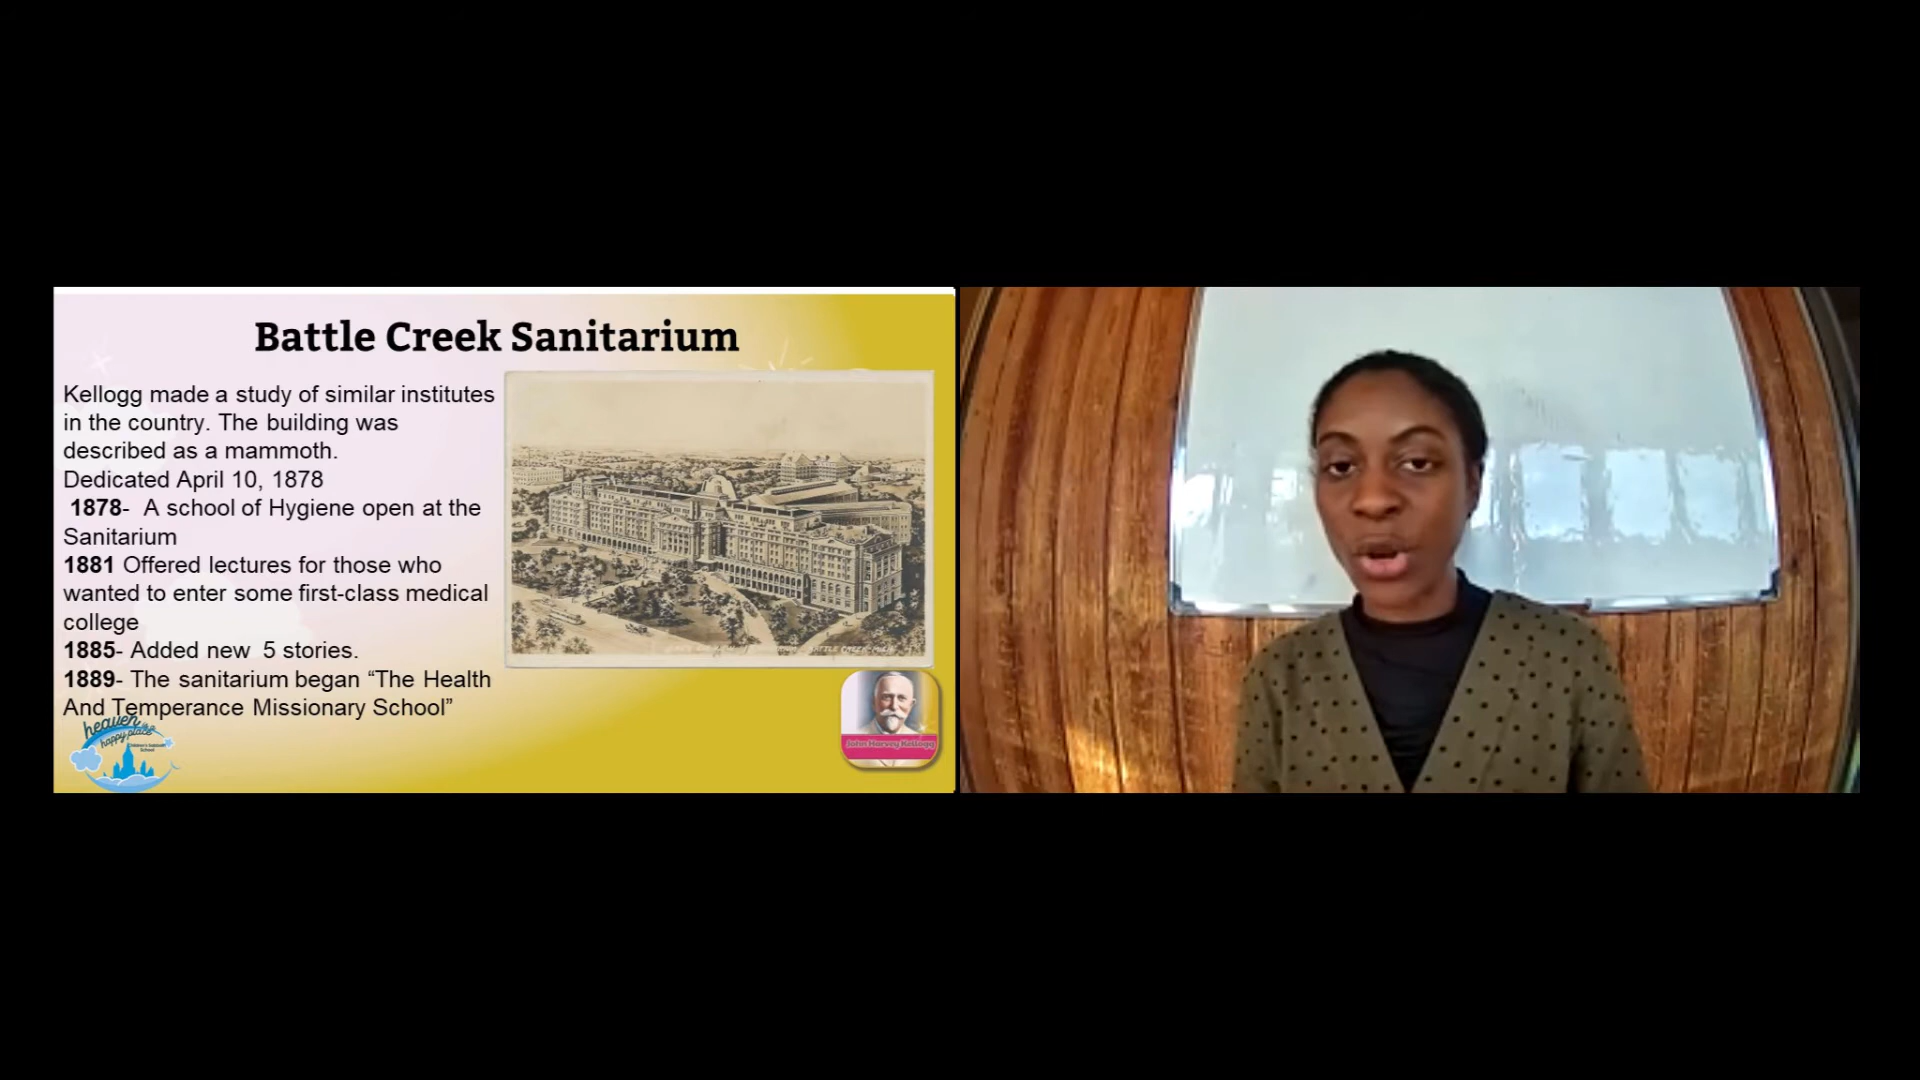 Battle Creek Sanitarium
Kellogg made a study of similar institutes
in the country. The building was
described as a mammoth.
Dedicated April 10, 1878
1878- A school of Hygiene open at the
Sanitarium
1881 Offered lectures for those who
wanted to enter some first-class medical
college
1885- Added new 5 stories.
1889- The sanitarium began “The Health
And Temperance Missionary School”
heaven
happy place
Children's Sabbath
School
John Harvey Kellogg